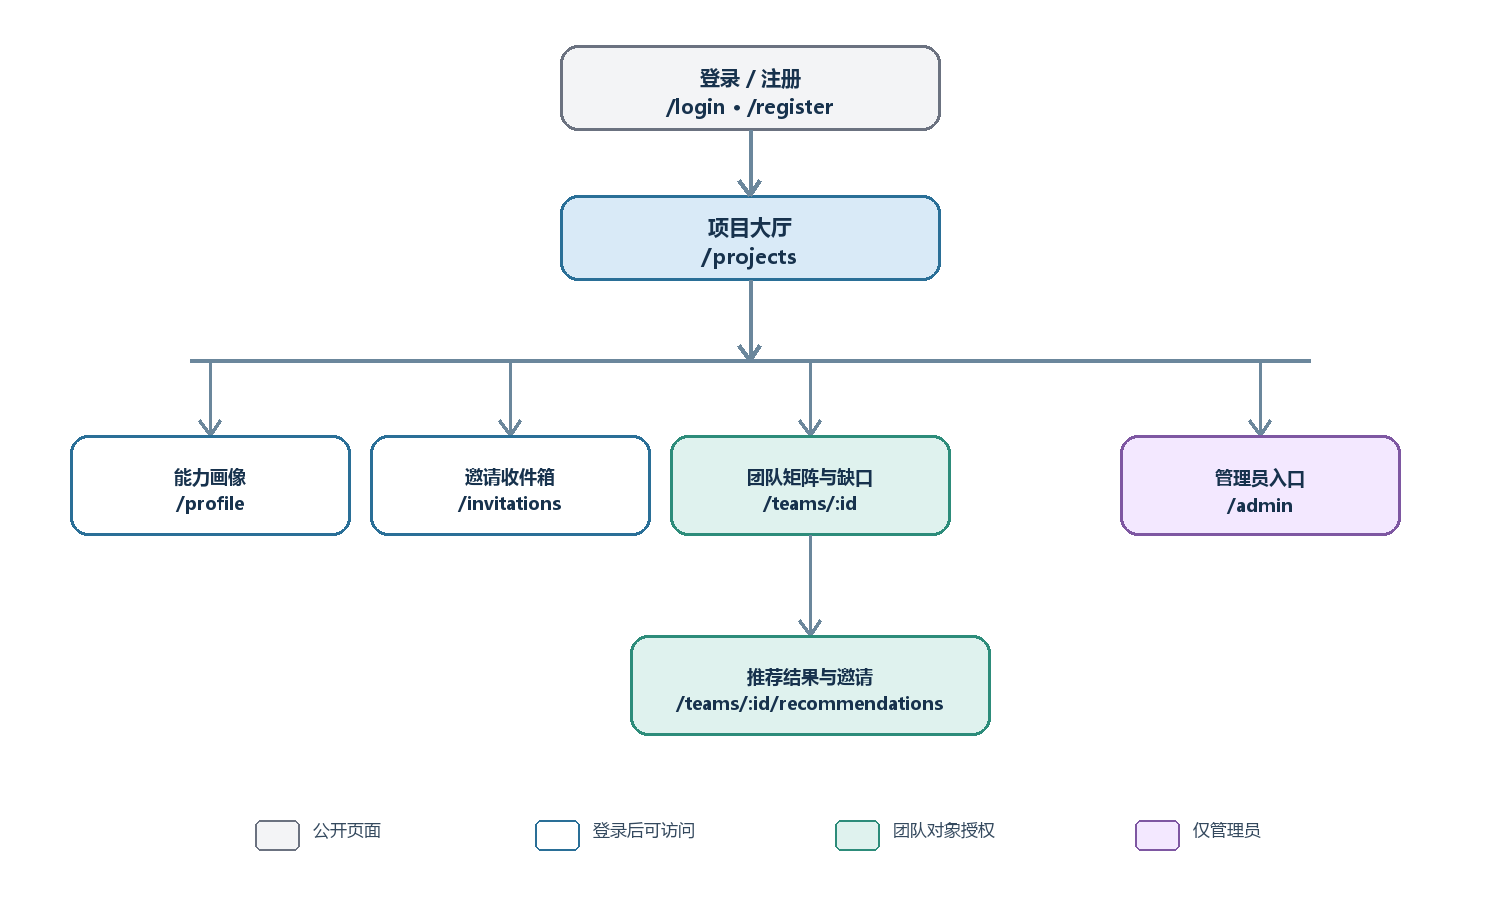 登录 / 注册
/login • /register
项目大厅
/projects
能力画像
/profile
邀请收件箱
/invitations
团队矩阵与缺口
/teams/:id
管理员入口
/admin
推荐结果与邀请
/teams/:id/recommendations
公开页面
登录后可访问
团队对象授权
仅管理员